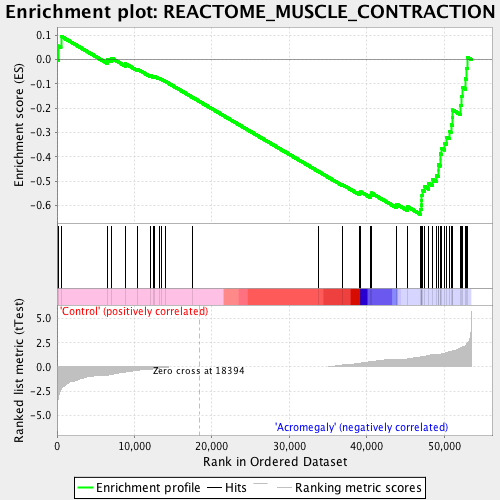 Enrichment plot: REACTOME_MUSCLE_CONTRACTION
Enrichment score (ES)
0.1
0.0
-0.1
-0.2
-0.3
-0.4
-0.5
-0.6
Ranked list metric (tTest)
5.0
2.5
0.0
-2.5
-5.0
'Control' (positively correlated)
Zero cross at 18394
'Acromegaly' (negatively correlated)
0
10,000
20,000
30,000
40,000
50,000
Rank in Ordered Dataset
Enrichment profile
Hits
Ranking metric scores